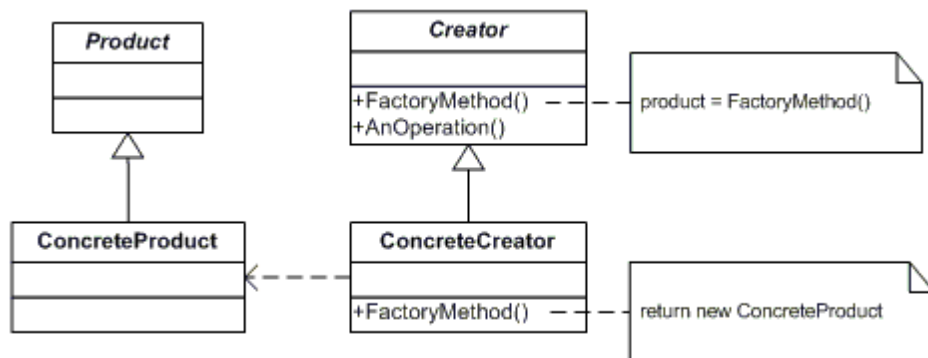 Product
Creator
+FactoryMethod()
+AnOperation()
product = FactoryMethod()
ConcreteProduct
ConcreteCreator
+FactoryMethod()
return new ConcreteProduct